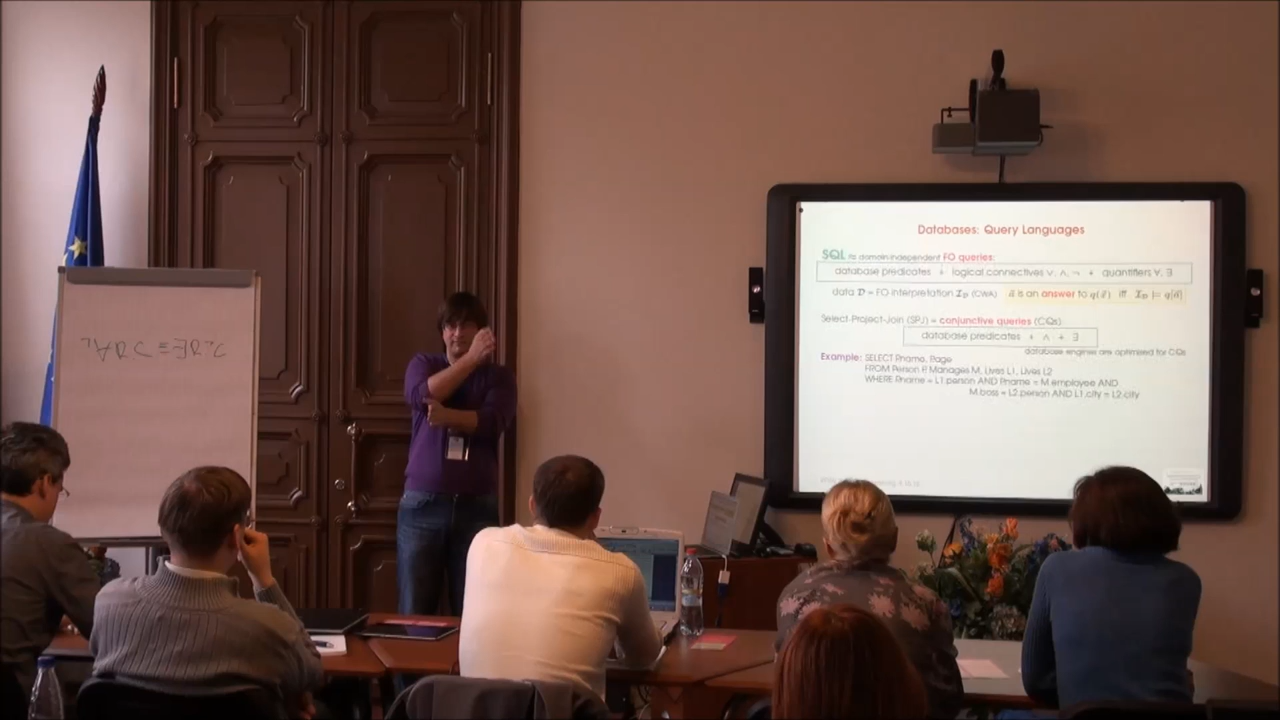 Databases: Query Languages
SQL is domain independent FO queries:
database predicates + logical connectives ∨, ∧, ¬ + quantifiers ∀, ∃
data 𝒟 = FO interpretation ℐ_𝒟 (CWA) a⃗ is an answer to q(x⃗) iff ℐ_𝒟 ⊨ q(a⃗)
Select-Project-Join (SPJ) = conjunctive queries (CQs)
database predicates + ∧ + ∃
database engines are optimised for CQs
Example: SELECT Pname, Page
FROM Person P, Manages M, Lives L1, Lives L2
WHERE Pname = L1.person AND Pname = M.employee AND
M.boss = L2.person AND L1.city = L2.city